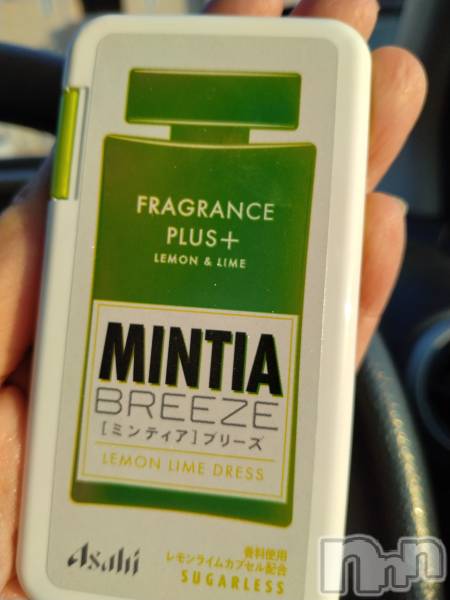 FRAGRANCE
PLUS+
LEMON & LIME
MINTIA
BREEZE
[ミンティア]ブリーズ
LEMON LIME DRESS
Asahi
香料使用
レモンライムカプセル配合
SUGARLESS